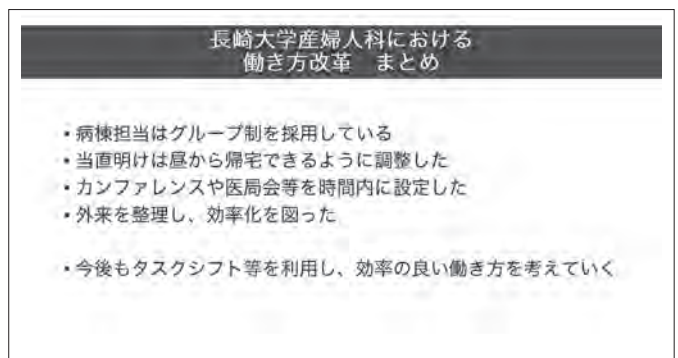 長崎大学産婦人科における
働き方改革　まとめ
・病棟担当はグループ制を採用している
・当直明けは昼から帰宅できるように調整した
・カンファレンスや医局会等を時間内に設定した
・外来を整理し、効率化を図った
・今後もタスクシフト等を利用し、効率の良い働き方を考えていく